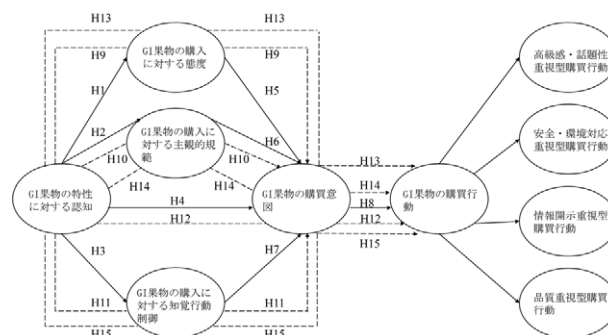 H13
H13
H9
H9
GI果物の購入
に対する態度
H1
H5
高級感・話題性
重視型購買行動
H2
GI果物の購入に
対する主観的規
範
H6
H10
H10
安全・環境対応
重視型購買行動
H14
H14
H13
GI果物の特性
に対する認知
H4
H12
GI果物の購買意
図
H14
H8
H12
GI果物の購買行
動
情報開示重視型
購買行動
H15
H3
H7
H11
H11
GI果物の購入に
対する知覚行動
制御
品質重視型購買
行動
H15
H15